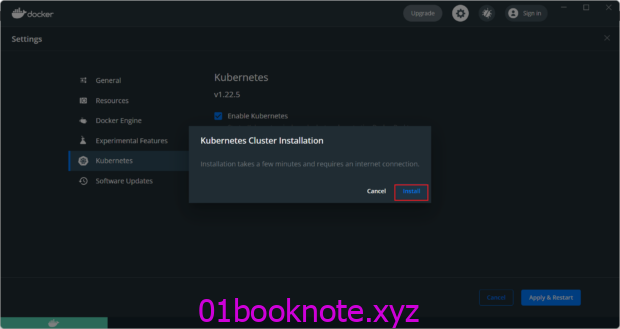 docker
Upgrade
Sign in
Settings
General
Resources
Docker Engine
Experimental Features
Kubernetes
Software Updates
Kubernetes
v1.22.5
Enable Kubernetes
Kubernetes Cluster Installation
Installation takes a few minutes and requires an internet connection.
Cancel Install
Cancel Apply & Restart
01booknote.xyz